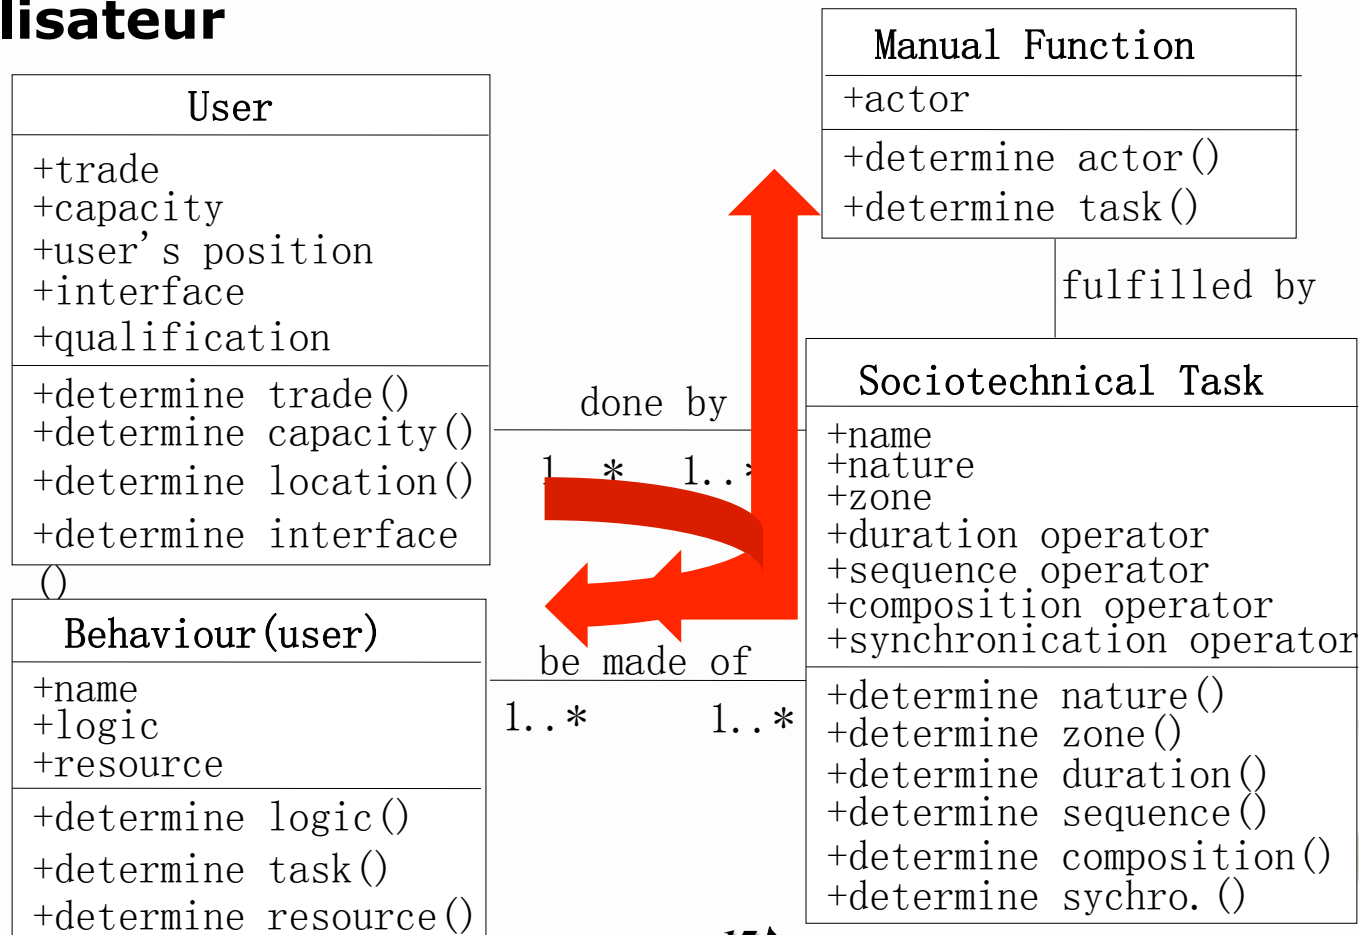 lisateur
User
+trade
+capacity
+user's position
+interface
+qualification
+determine trade()
+determine capacity()
+determine location()
+determine interface
()
Behaviour(user)
+name
+logic
+resource
+determine logic()
+determine task()
+determine resource()
done by
1..* 1..*
be made of
1..* 1..*
Manual Function
+actor
+determine actor()
+determine task()
fulfilled by
Sociotechnical Task
+name
+nature
+zone
+duration operator
+sequence operator
+composition operator
+synchronication operator
+determine nature()
+determine zone()
+determine duration()
+determine sequence()
+determine composition()
+determine sychro.()